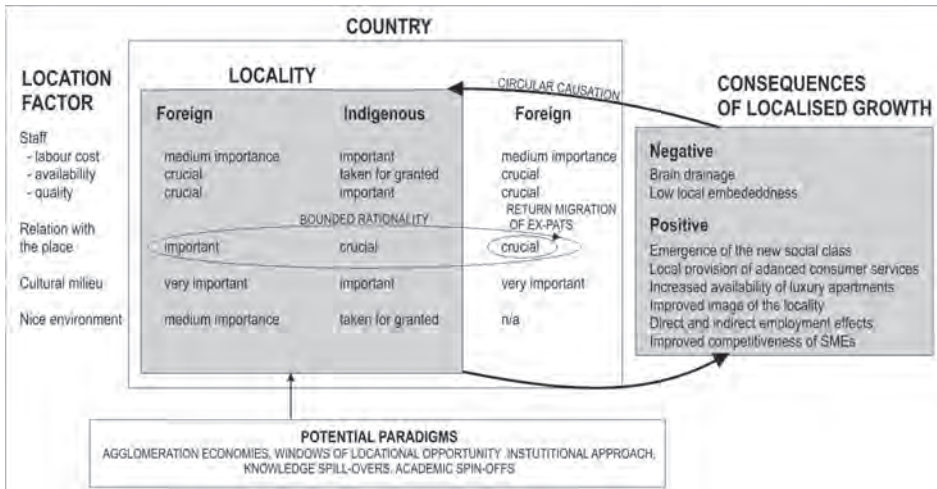 COUNTRY
LOCATION
FACTOR
LOCALITY
CIRCULAR CAUSATION
CONSEQUENCES
OF LOCALISED GROWTH
Foreign Indigenous Foreign
Staff
- labour cost medium importance important medium importance
- availability crucial taken for granted crucial
- quality crucial important crucial
BOUNDED RATIONALITY
RETURN MIGRATION
OF EX-PATS
Relation with
the place important crucial crucial
Cultural milieu very important important very important
Nice environment medium importance taken for granted n/a
Negative
Brain drainage
Low local embededdness
Positive
Emergence of the new social class
Local provision of adanced consumer services
Increased availability of luxury apartments
Improved image of the locality
Direct and indirect employment effects
Improved competitiveness of SMEs
POTENTIAL PARADIGMS
AGGLOMERATION ECONOMIES, WINDOWS OF LOCATIONAL OPPORTUNITY .INSTUTITIONAL APPROACH,
KNOWLEDGE SPILL-OVERS, ACADEMIC SPIN-OFFS